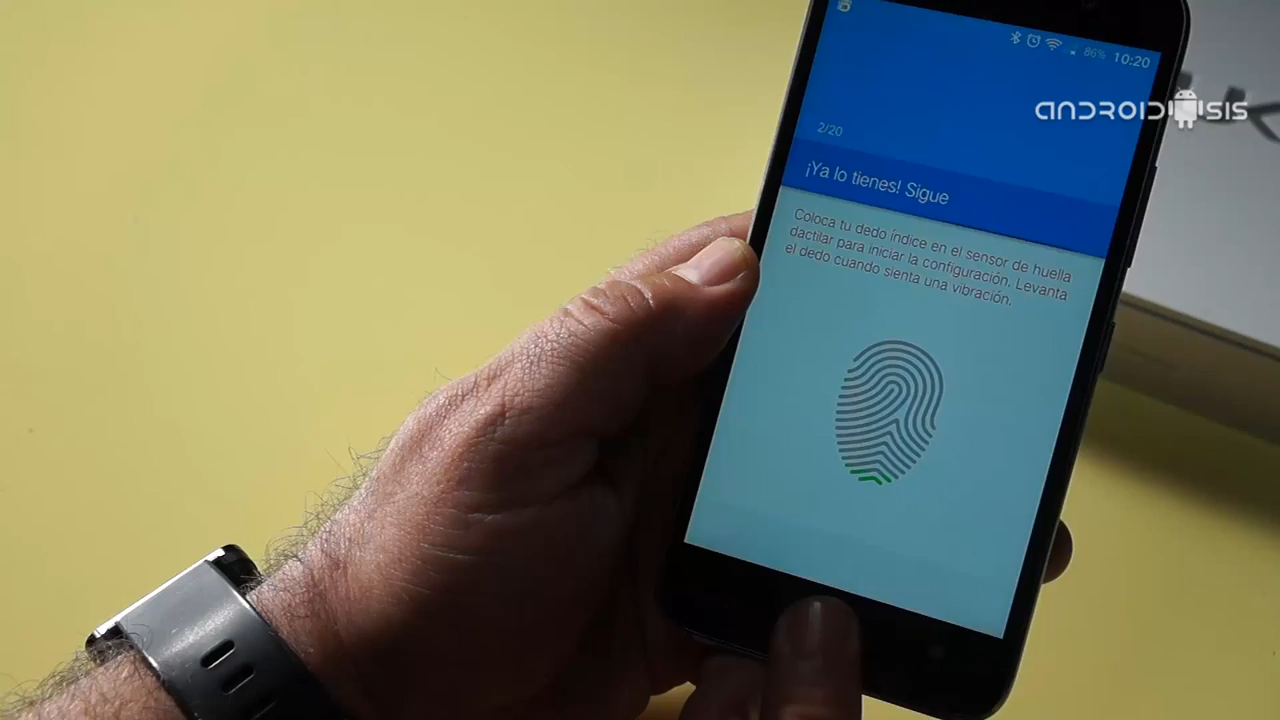 86% 10:20
ANDROIDSIS
2/20
¡Ya lo tienes! Sigue
Coloca tu dedo índice en el sensor de huella
dactilar para iniciar la configuración. Levanta
el dedo cuando sienta una vibración.